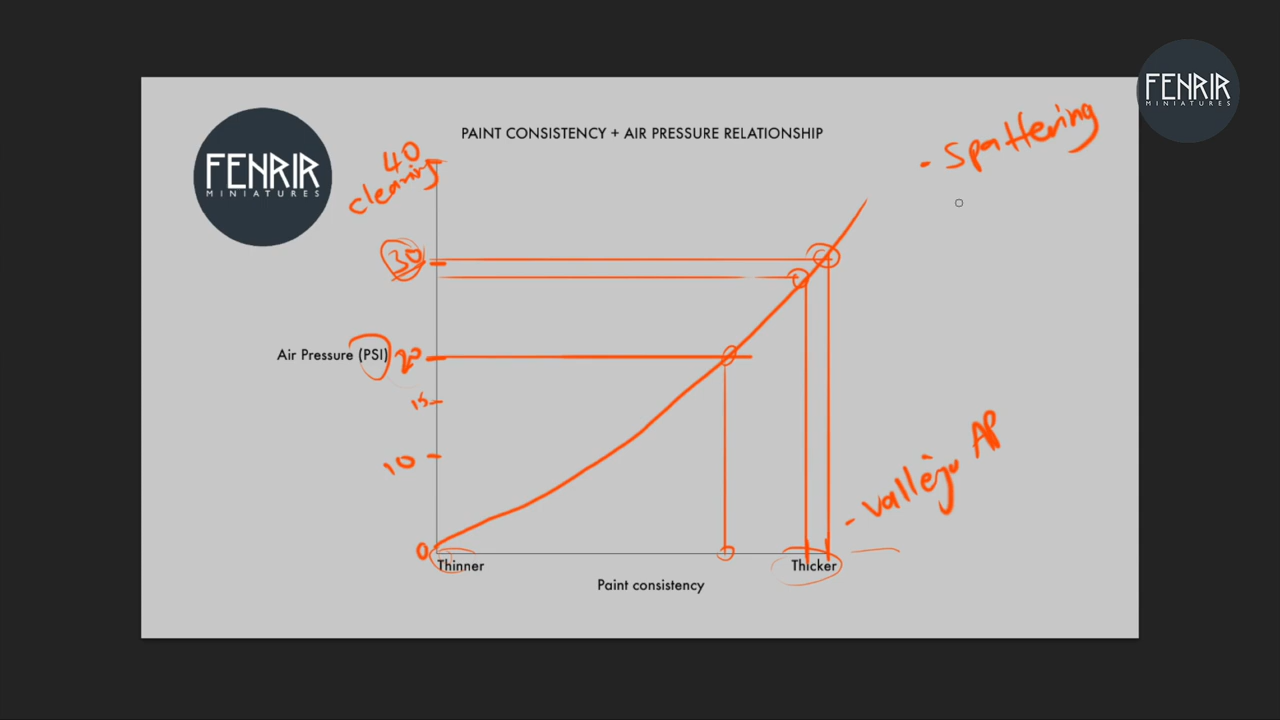 FENRIR
MINIATURES
PAINT CONSISTENCY + AIR PRESSURE RELATIONSHIP
- Spattering
FENRIR
MINIATURES
40
cleaning
30
Air Pressure (PSI) 20
15
10
- vallejo AP
0
Thinner
Thicker
Paint consistency